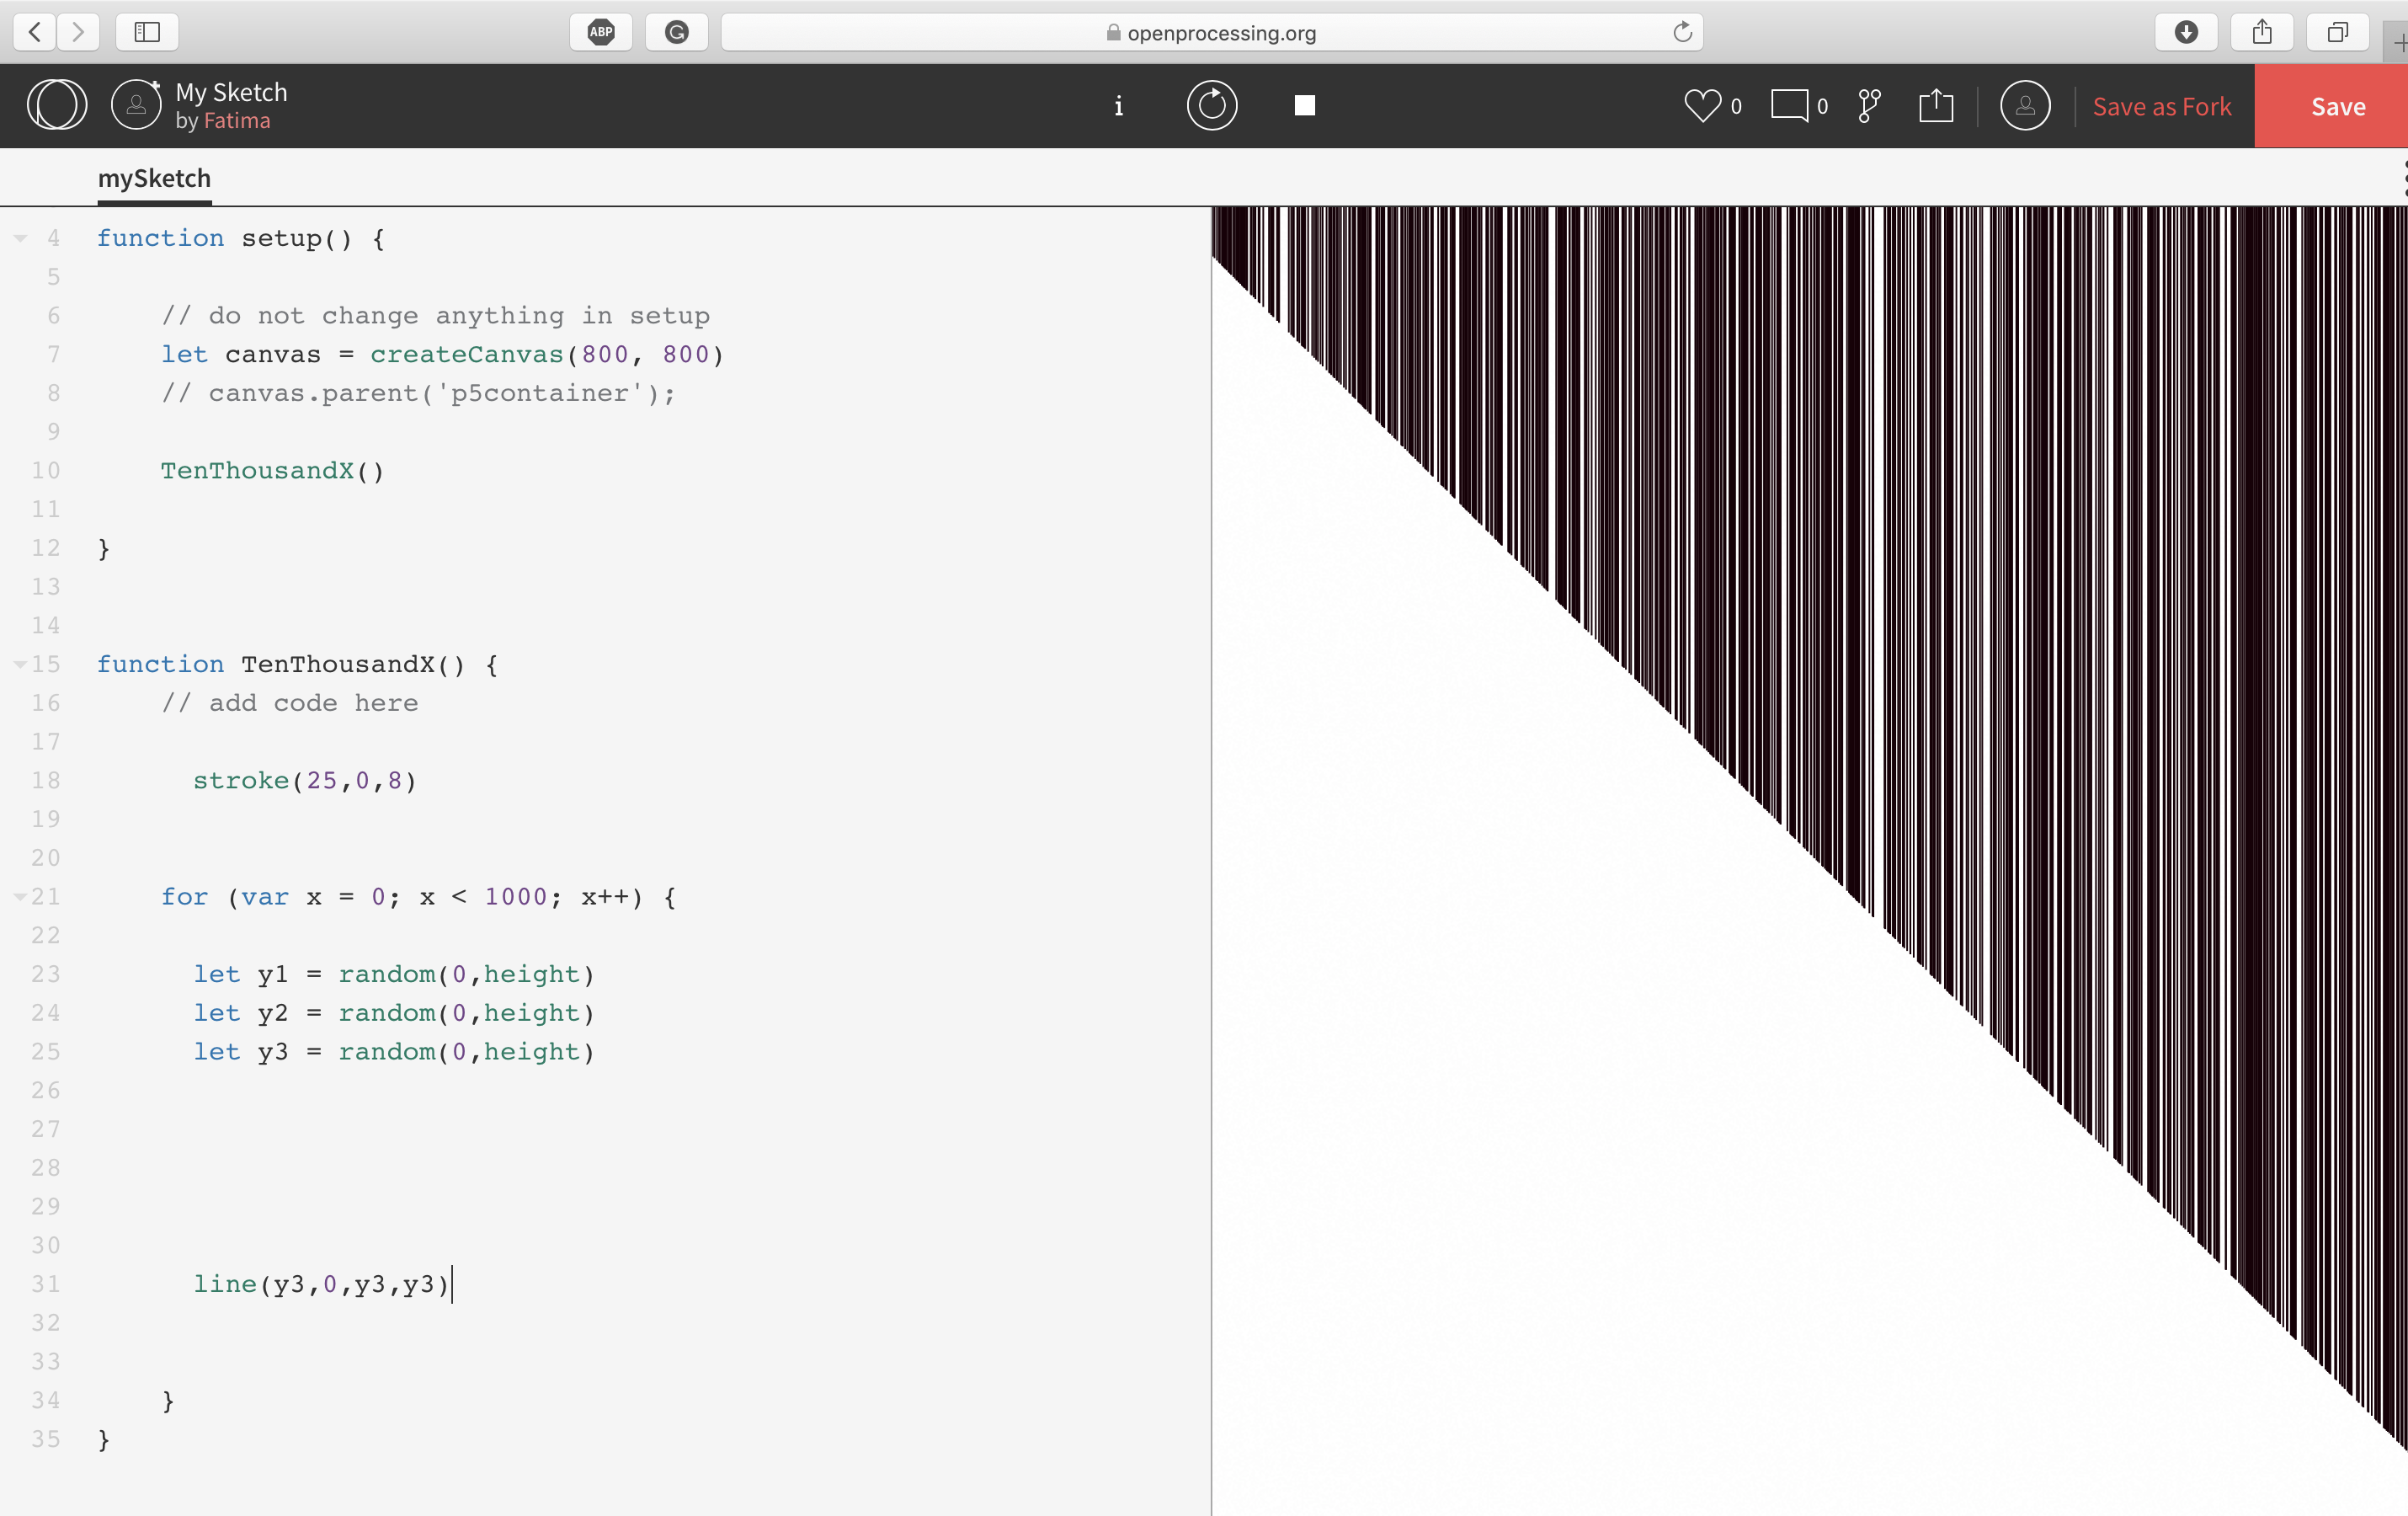 ABP
openprocessing.org
My Sketch
by Fatima
i
0
0
Save as Fork
Save
mySketch
4 function setup() {
5
6 // do not change anything in setup
7 let canvas = createCanvas(800, 800)
8 // canvas.parent('p5container');
9
10 TenThousandX()
11
12 }
13
14
15 function TenThousandX() {
16 // add code here
17
18 stroke(25,0,8)
19
20
21 for (var x = 0; x < 1000; x++) {
22
23 let y1 = random(0,height)
24 let y2 = random(0,height)
25 let y3 = random(0,height)
26
27
28
29
30
31 line(y3,0,y3,y3)
32
33
34 }
35 }